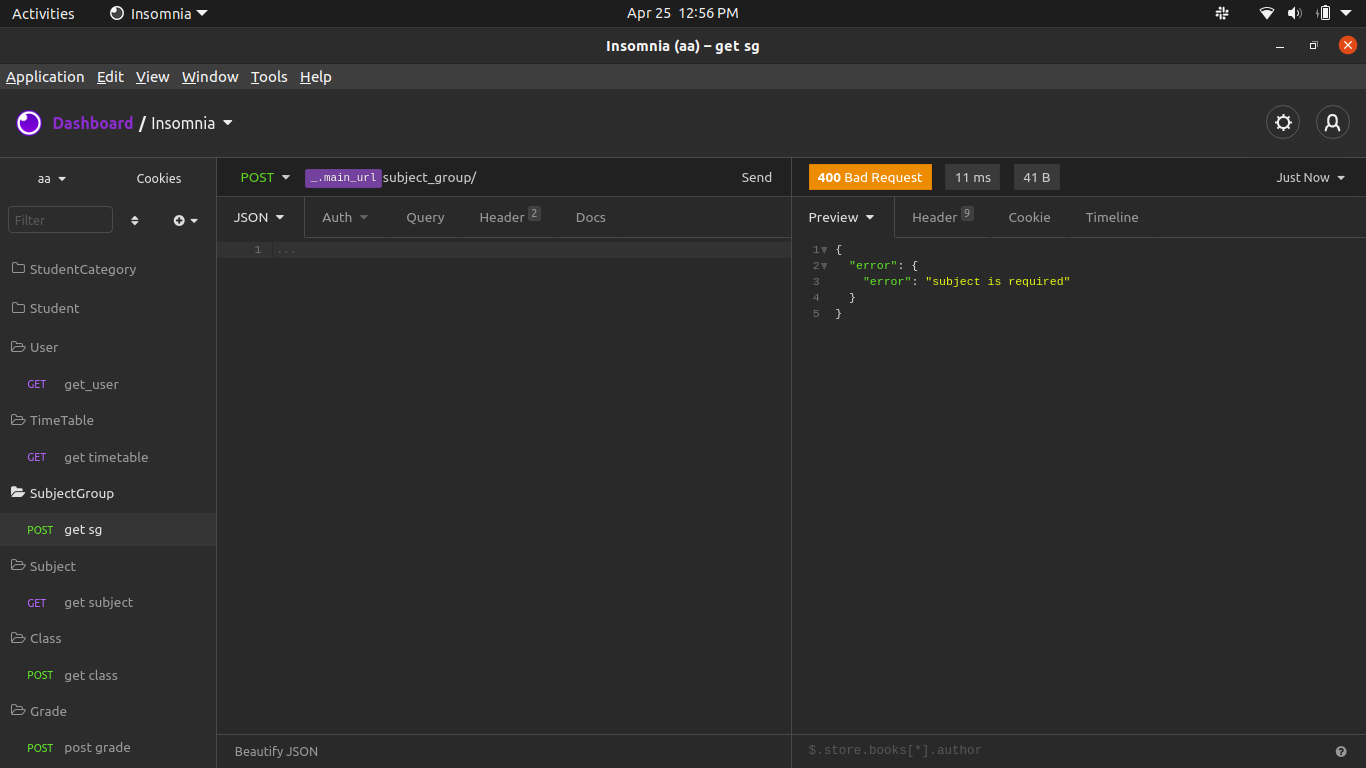 Activities Insomnia Apr 25 12:56 PM
Insomnia (aa) – get sg
Application Edit View Window Tools Help
Dashboard / Insomnia
aa Cookies
Filter
StudentCategory
Student
User
GET get_user
TimeTable
GET get timetable
SubjectGroup
POST get sg
Subject
GET get subject
Class
POST get class
Grade
POST post grade
POST _.main_url subject_group/ Send
JSON Auth Query Header 2 Docs
1 ...
Beautify JSON
400 Bad Request 11 ms 41 B Just Now
Preview Header 9 Cookie Timeline
1 {
2 "error": {
3 "error": "subject is required"
4 }
5 }
$.store.books[*].author